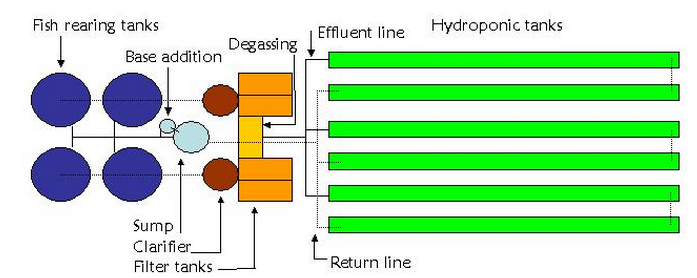 Fish rearing tanks
Base addition
Degassing
Effluent line
Hydroponic tanks
Sump
Clarifier
Filter tanks
Return line